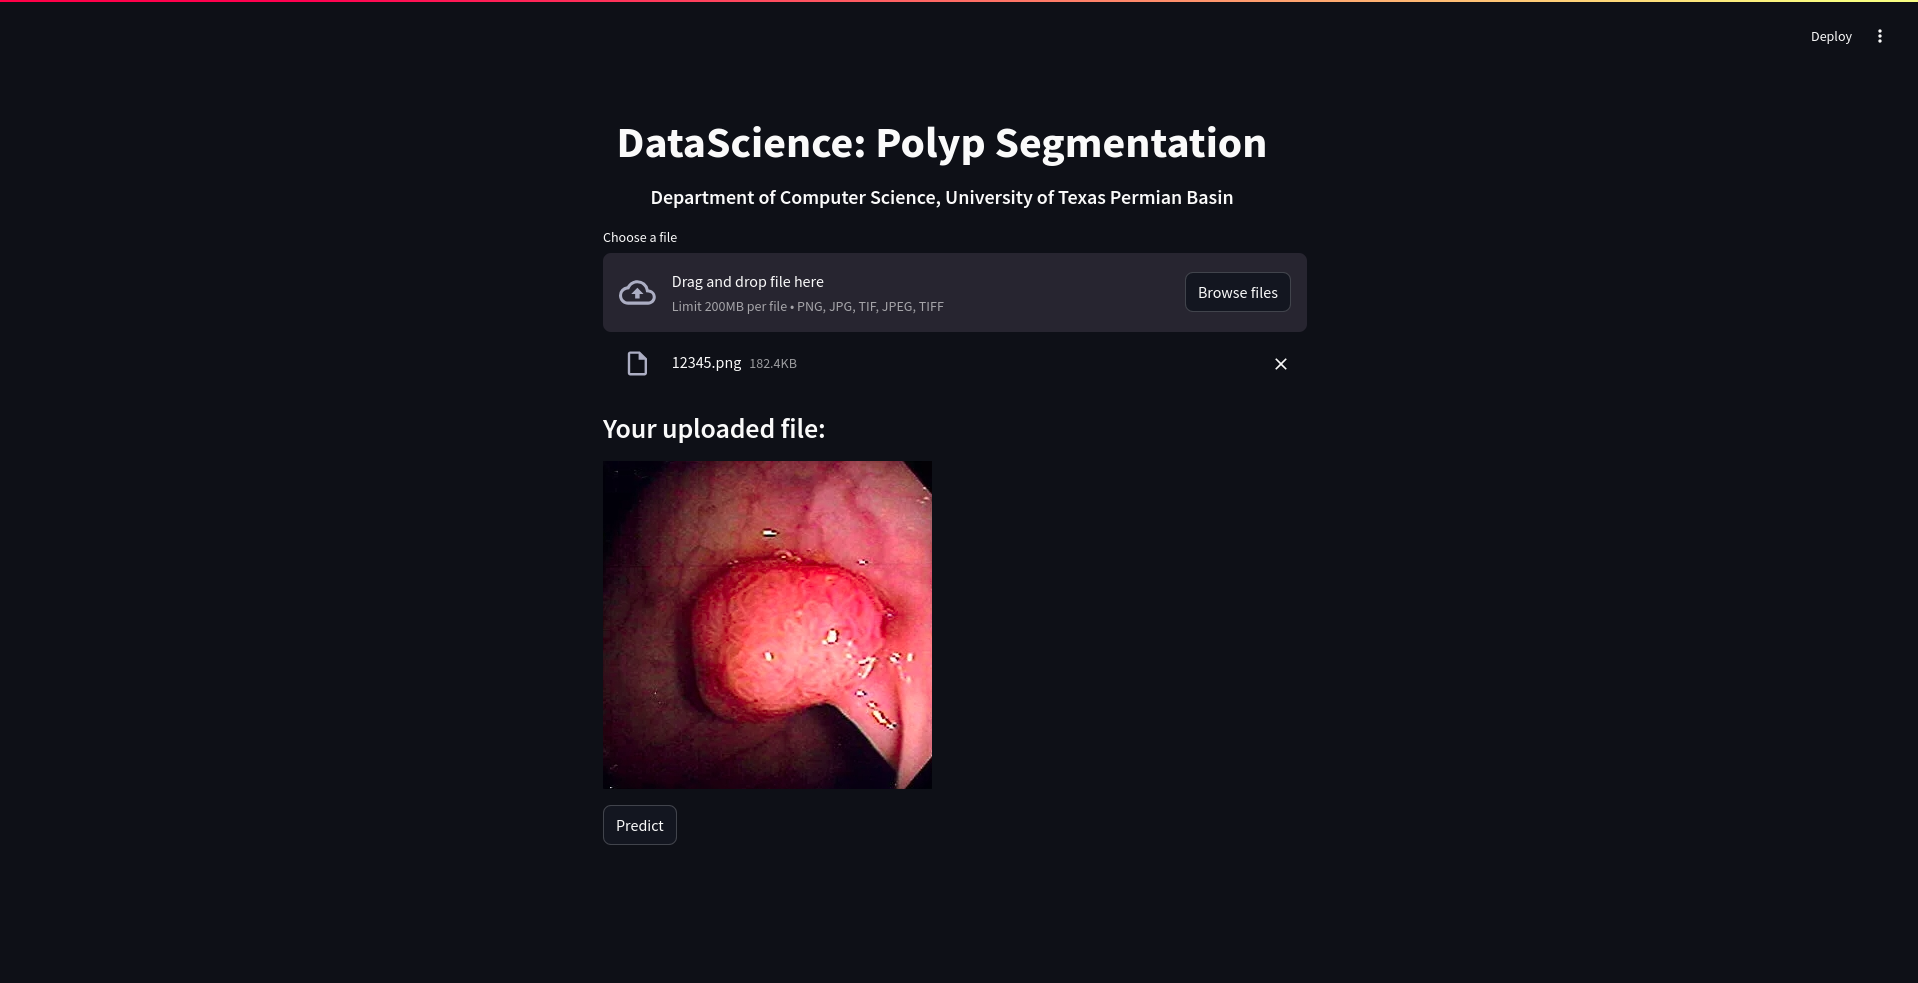 Deploy
DataScience: Polyp Segmentation
Department of Computer Science, University of Texas Permian Basin
Choose a file
Drag and drop file here
Limit 200MB per file • PNG, JPG, TIF, JPEG, TIFF
Browse files
12345.png 182.4KB
Your uploaded file:
Predict